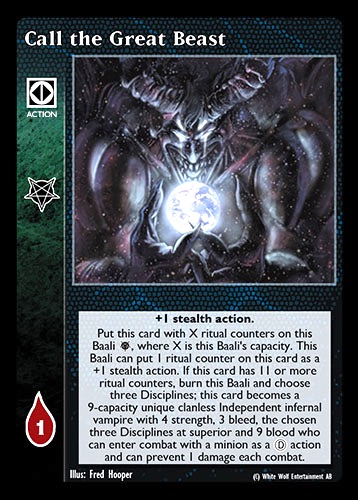 Call the Great Beast
ACTION
+1 stealth action.
Put this card with X ritual counters on this
Baali, where X is this Baali's capacity. This
Baali can put 1 ritual counter on this card as a
+1 stealth action. If this card has 11 or more
ritual counters, burn this Baali and choose
three Disciplines; this card becomes a
9-capacity unique clanless Independent infernal
vampire with 4 strength, 3 bleed, the chosen
three Disciplines at superior and 9 blood who
can enter combat with a minion as a Ⓓ action
and can prevent 1 damage each combat.
1
Illus: Fred Hooper
(C) White Wolf Entertainment AB